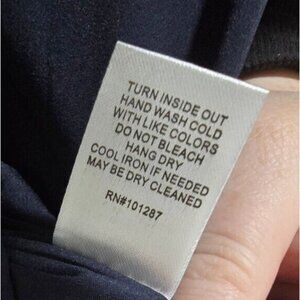 TURN INSIDE OUT
HAND WASH COLD
WITH LIKE COLORS
DO NOT BLEACH
HANG DRY
COOL IRON IF NEEDED
MAY BE DRY CLEANED
RN#101287